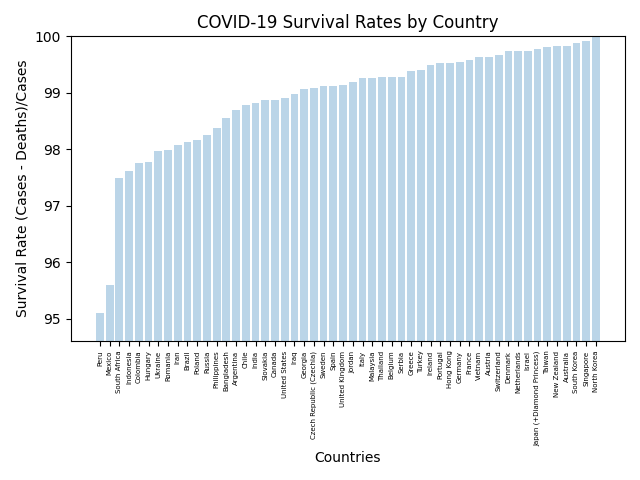 COVID-19 Survival Rates by Country
Survival Rate (Cases - Deaths)/Cases
100
99
98
97
96
95
Peru
Mexico
South Africa
Indonesia
Colombia
Hungary
Ukraine
Romania
Iran
Brazil
Poland
Russia
Philippines
Bangladesh
Argentina
Chile
India
Slovakia
Canada
United States
Iraq
Georgia
Czech Republic (Czechia)
Sweden
Spain
United Kingdom
Jordan
Italy
Malaysia
Thailand
Belgium
Serbia
Greece
Turkey
Ireland
Portugal
Hong Kong
Germany
France
Vietnam
Austria
Switzerland
Denmark
Netherlands
Israel
Japan (+Diamond Princess)
Taiwan
New Zealand
Australia
South Korea
Singapore
North Korea
Countries